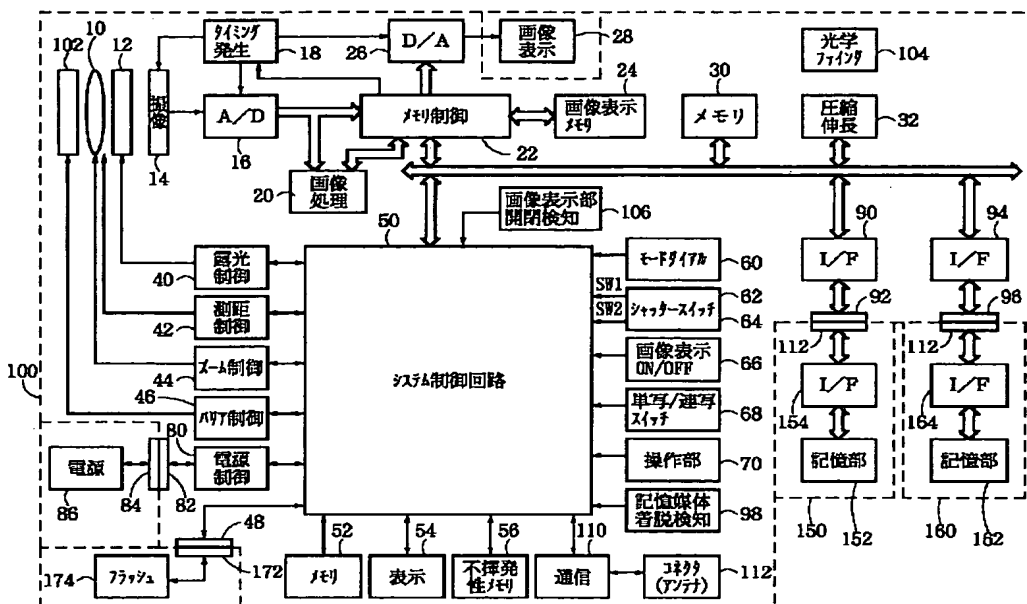 102
10
12
タイミング
発生
18
26
D/A
画像
表示
28
光学
ファインダ
104
撮像
14
A/D
16
メモリ制御
22
24
画像表示
メモリ
30
メモリ
圧縮
伸長
32
20
画像
処理
画像表示部
開閉検知
106
50
システム制御回路
露光
制御
40
測距
制御
42
ズーム制御
44
46
バリア制御
80
電源
制御
100
電源
86
84
82
48
172
174
フラッシュ
モードダイアル
60
SW1
SW2
シャッタースイッチ
62
64
画像表示
ON/OFF
66
単写/連写
スイッチ
68
操作部
70
記憶媒体
着脱検知
98
52
メモリ
54
表示
56
不揮発
性メモリ
110
通信
コネクタ
(アンテナ)
112
90
I/F
92
112
I/F
154
記憶部
150
152
94
I/F
96
112
I/F
164
記憶部
160
162